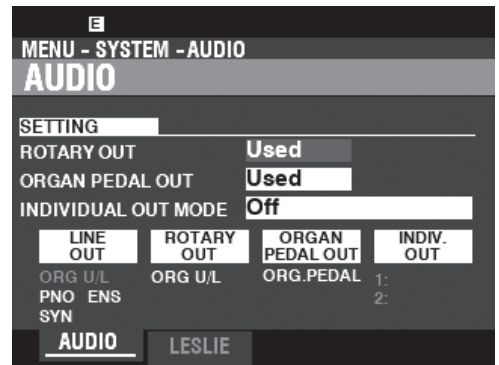 E
MENU - SYSTEM - AUDIO
AUDIO
SETTING
ROTARY OUT Used
ORGAN PEDAL OUT Used
INDIVIDUAL OUT MODE Off
LINE OUT ROTARY OUT ORGAN PEDAL OUT INDIV. OUT
ORG U/L ORG U/L ORG.PEDAL 1:
PNO ENS 2:
SYN
AUDIO LESLIE